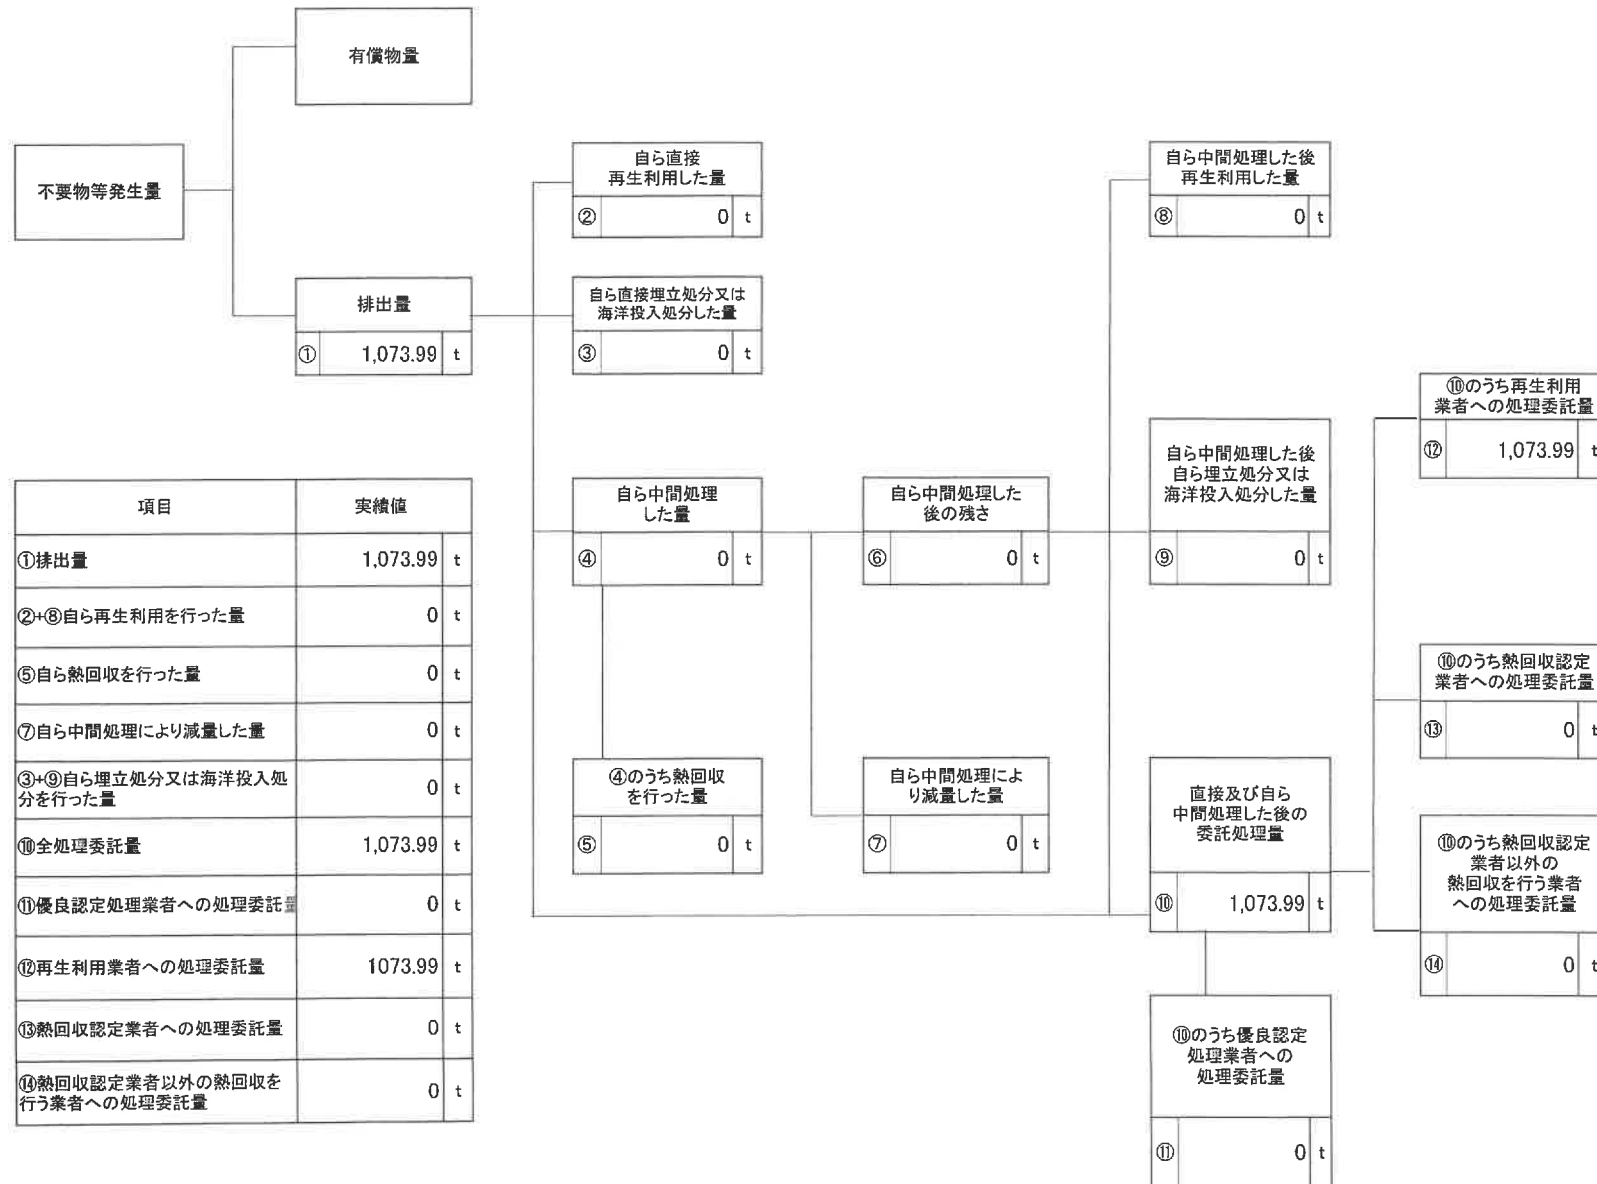 有償物量
不要物等発生量
排出量
① 1,073.99 t
自ら直接
再生利用した量
② 0 t
自ら直接埋立処分又は
海洋投入処分した量
③ 0 t
自ら中間処理
した量
④ 0 t
④のうち熱回収
を行った量
⑤ 0 t
自ら中間処理した
後の残さ
⑥ 0 t
自ら中間処理によ
り減量した量
⑦ 0 t
自ら中間処理した後
再生利用した量
⑧ 0 t
自ら中間処理した後
自ら埋立処分又は
海洋投入処分した量
⑨ 0 t
直接及び自ら
中間処理した後の
委託処理量
⑩ 1,073.99 t
⑩のうち優良認定
処理業者への
処理委託量
⑪ 0 t
⑩のうち再生利用
業者への処理委託量
⑫ 1,073.99 t
⑩のうち熱回収認定
業者への処理委託量
⑬ 0 t
⑩のうち熱回収認定
業者以外の
熱回収を行う業者
への処理委託量
⑭ 0 t
項目 実績値
①排出量 1,073.99 t
②+⑧自ら再生利用を行った量 0 t
⑤自ら熱回収を行った量 0 t
⑦自ら中間処理により減量した量 0 t
③+⑨自ら埋立処分又は海洋投入処
分を行った量 0 t
⑩全処理委託量 1,073.99 t
⑪優良認定処理業者への処理委託量 0 t
⑫再生利用業者への処理委託量 1073.99 t
⑬熱回収認定業者への処理委託量 0 t
⑭熱回収認定業者以外の熱回収を
行う業者への処理委託量 0 t